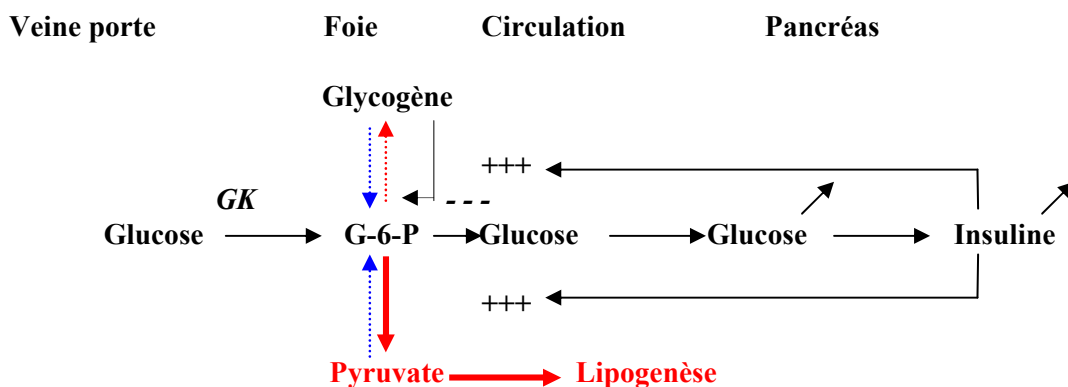 Veine porte Foie Circulation Pancréas
Glycogène
+++
GK
- - -
Glucose G-6-P Glucose Glucose Insuline
+++
Pyruvate Lipogenèse